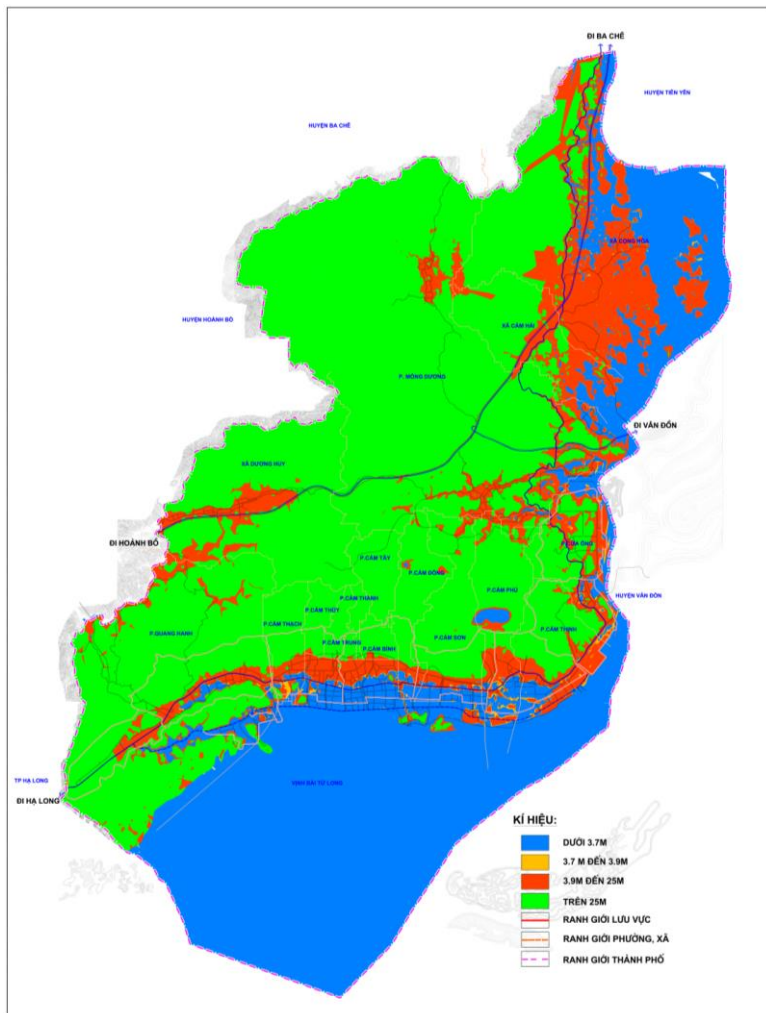 ĐI BA CHẼ
HUYỆN TIÊN YÊN
HUYỆN BA CHẼ
XÃ CỘNG HÒA
HUYỆN HOÀNH BỒ
XÃ CẨM HẢI
P. MÔNG DƯƠNG
ĐI VÂN ĐỒN
XÃ DƯƠNG HUY
ĐI HOÀNH BỒ
P.CỬA ÔNG
P.CẨM TÂY
P.CẨM ĐÔNG
P.CẨM PHÚ
HUYỆN VÂN ĐỒN
P.CẨM THÀNH
P.CẨM THỦY
P.CẨM THẠCH
P.CẨM THỊNH
P.QUANG HANH
P.CẨM SƠN
P.CẨM TRUNG
P.CẨM BÌNH
TP HẠ LONG
VỊNH BÁI TỬ LONG
ĐI HẠ LONG
KÍ HIỆU:
DƯỚI 3.7M
3.7 M ĐẾN 3.9M
3.9M ĐẾN 25M
TRÊN 25M
RANH GIỚI LƯU VỰC
RANH GIỚI PHƯỜNG, XÃ
RANH GIỚI THÀNH PHỐ